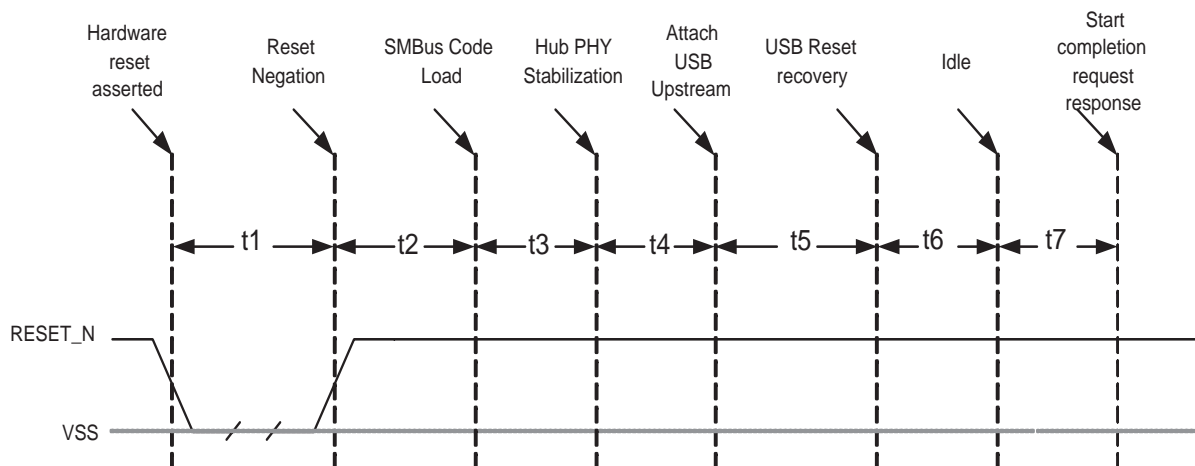 Hardware
reset
asserted
Reset
Negation
SMBus Code
Load
Hub PHY
Stabilization
Attach
USB
Upstream
USB Reset
recovery
Idle
Start
completion
request
response
t1
t2
t3
t4
t5
t6
t7
RESET_N
VSS